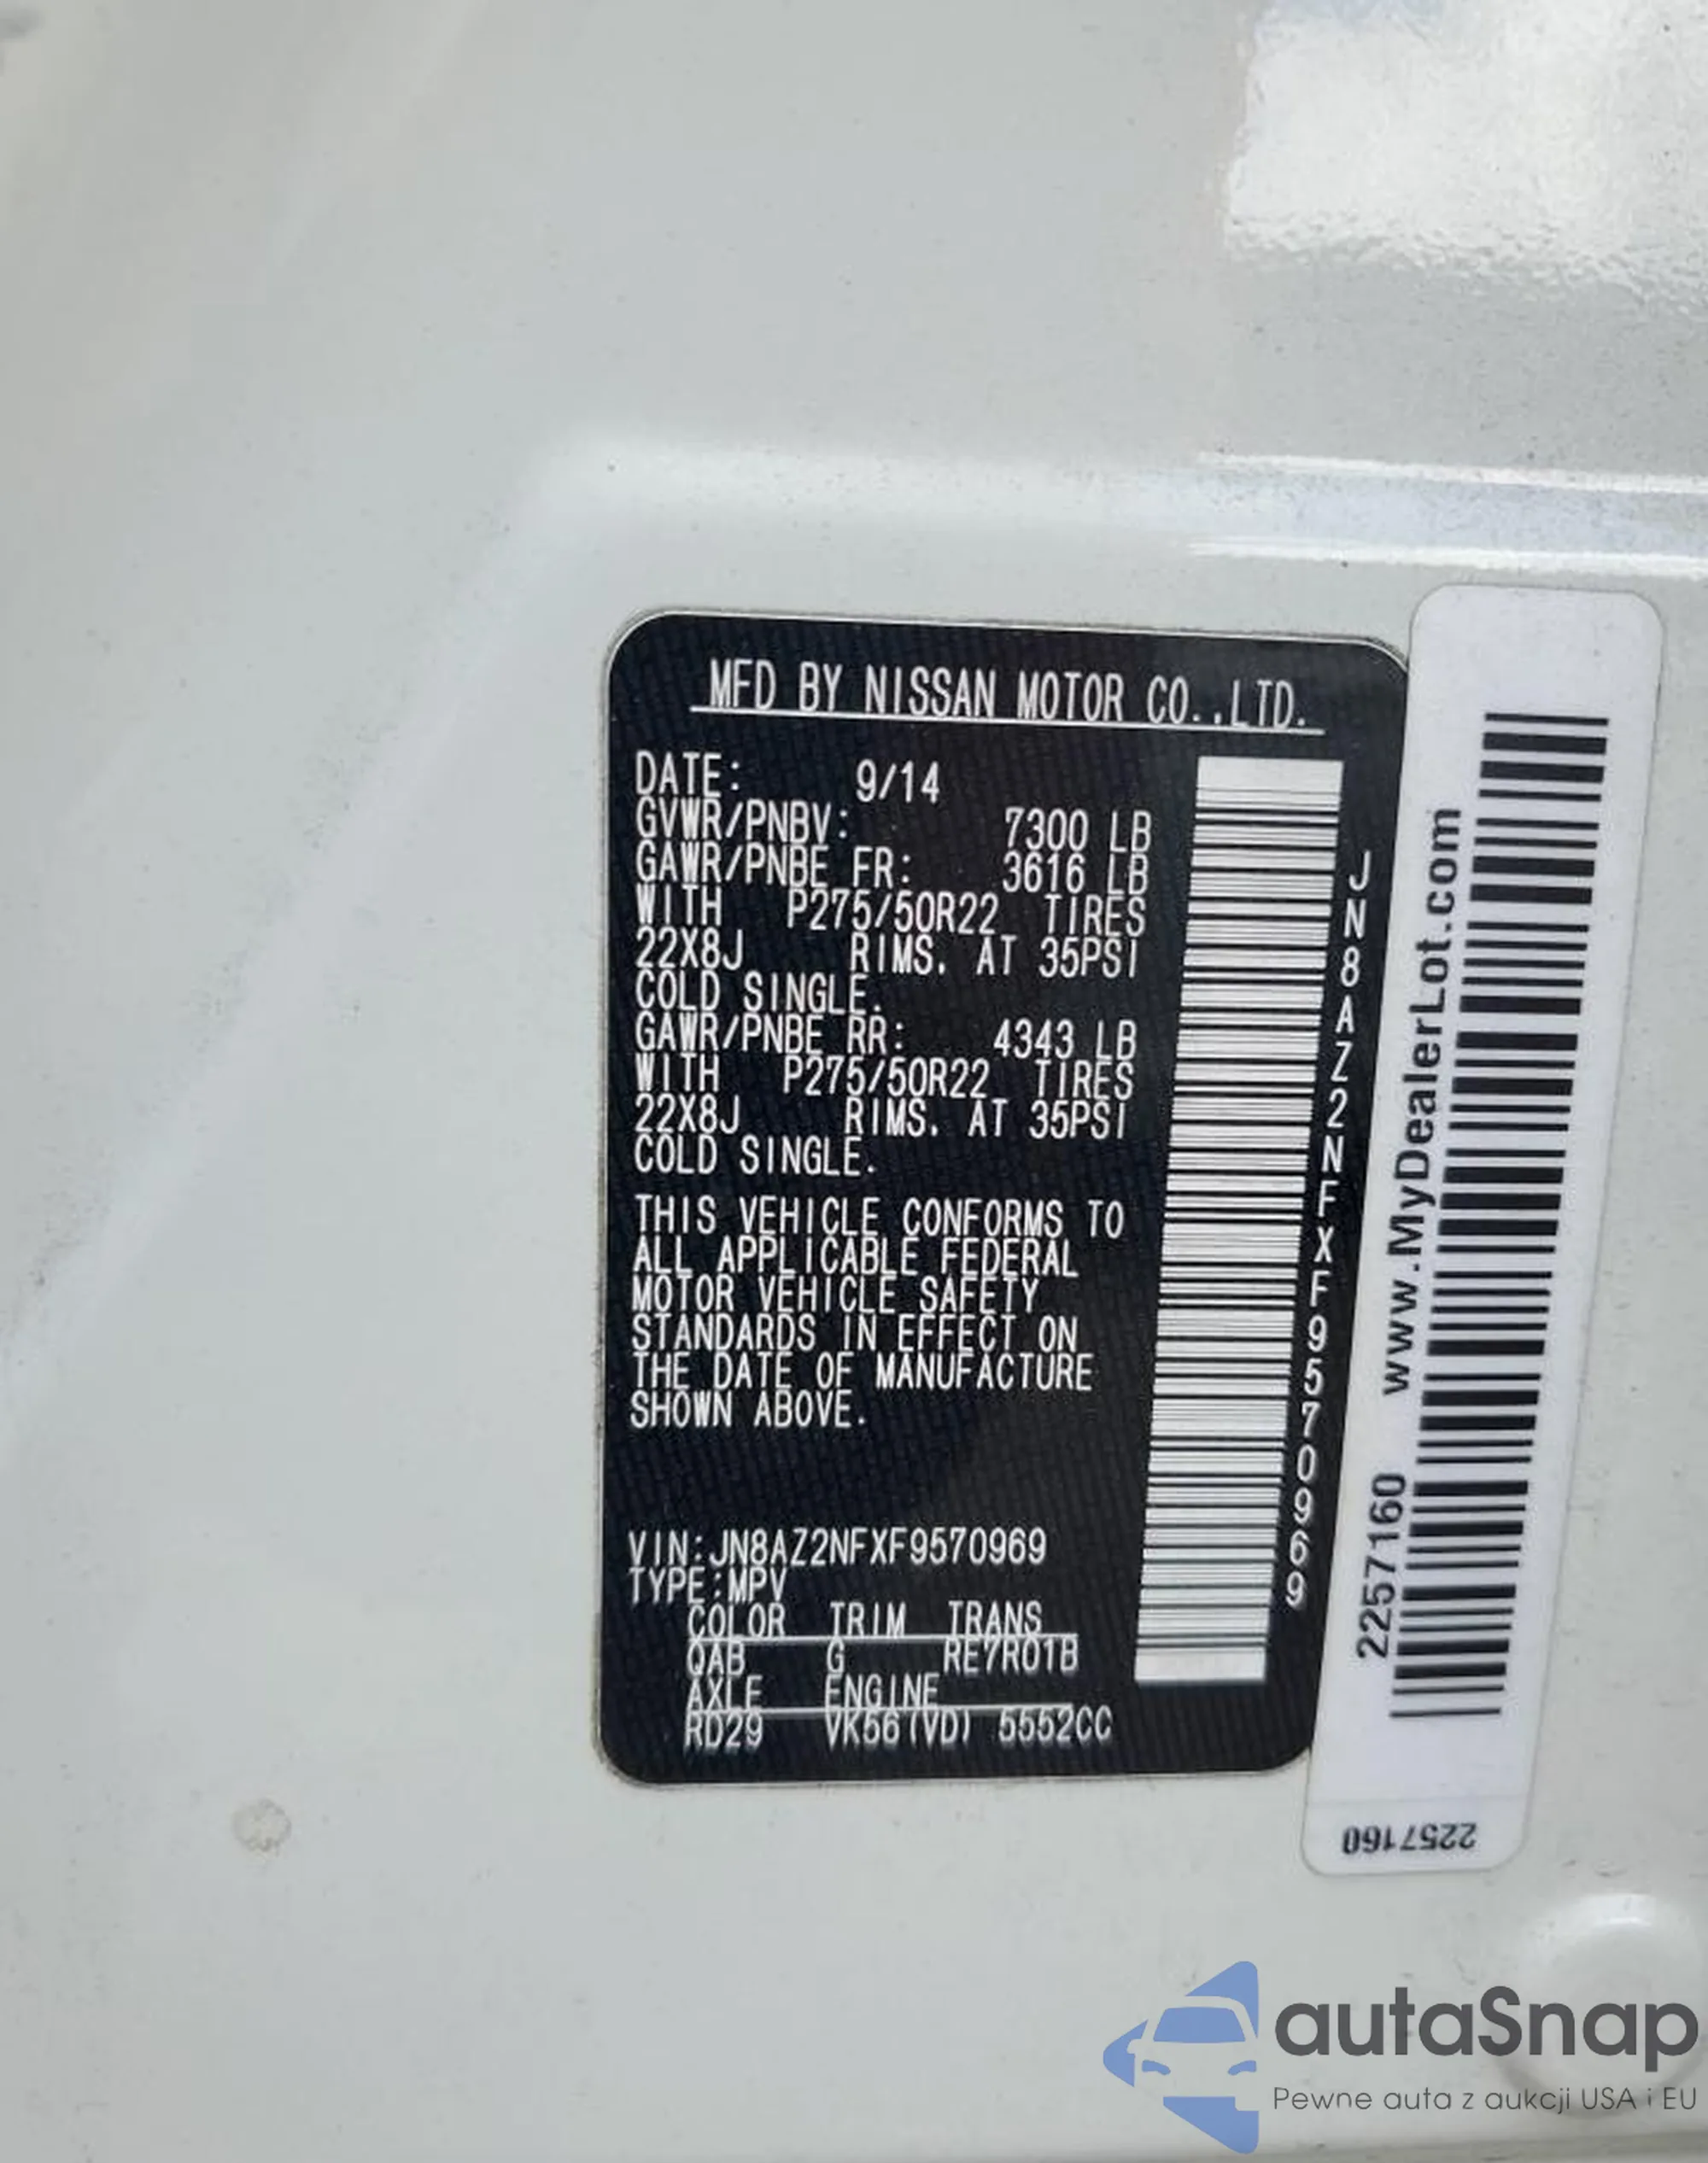 MFD BY NISSAN MOTOR CO.,LTD.
DATE: 9/14
GVWR/PNBV: 7300 LB
GAWR/PNBE FR: 3616 LB
WITH P275/50R22 TIRES
22X8J RIMS. AT 35PSI
COLD SINGLE.
GAWR/PNBE RR: 4343 LB
WITH P275/50R22 TIRES
22X8J RIMS. AT 35PSI
COLD SINGLE.
THIS VEHICLE CONFORMS TO
ALL APPLICABLE FEDERAL
MOTOR VEHICLE SAFETY
STANDARDS IN EFFECT ON
THE DATE OF MANUFACTURE
SHOWN ABOVE.
VIN:JN8AZ2NFXF9570969
TYPE:MPV
COLOR TRIM TRANS
QAB G RE7R01B
AXLE ENGINE
RD29 VK56(VD) 5552CC
JN8AZ2NFXF9570969
2257160 www.MyDealerLot.com
2257160
autaSnap
Pewne auta z aukcji USA i EU